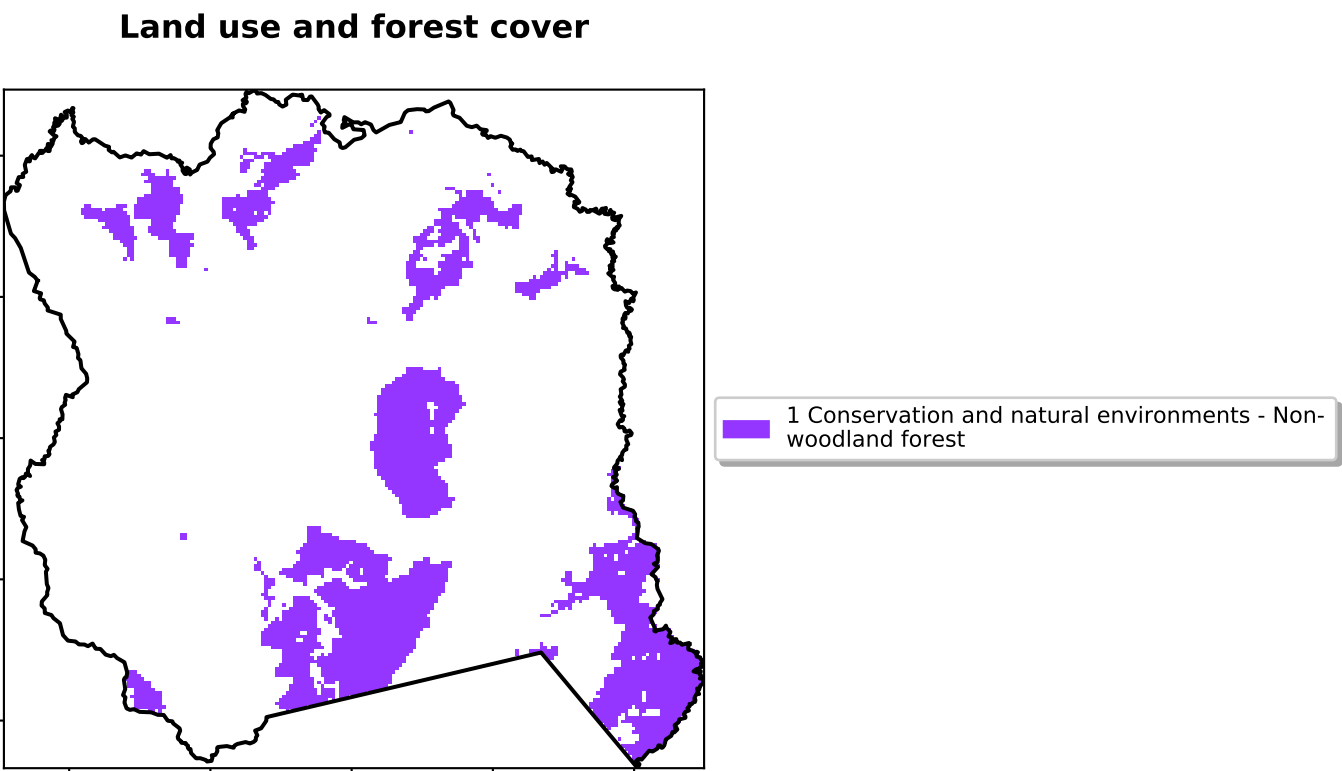 Land use and forest cover
1 Conservation and natural environments - Non-
woodland forest